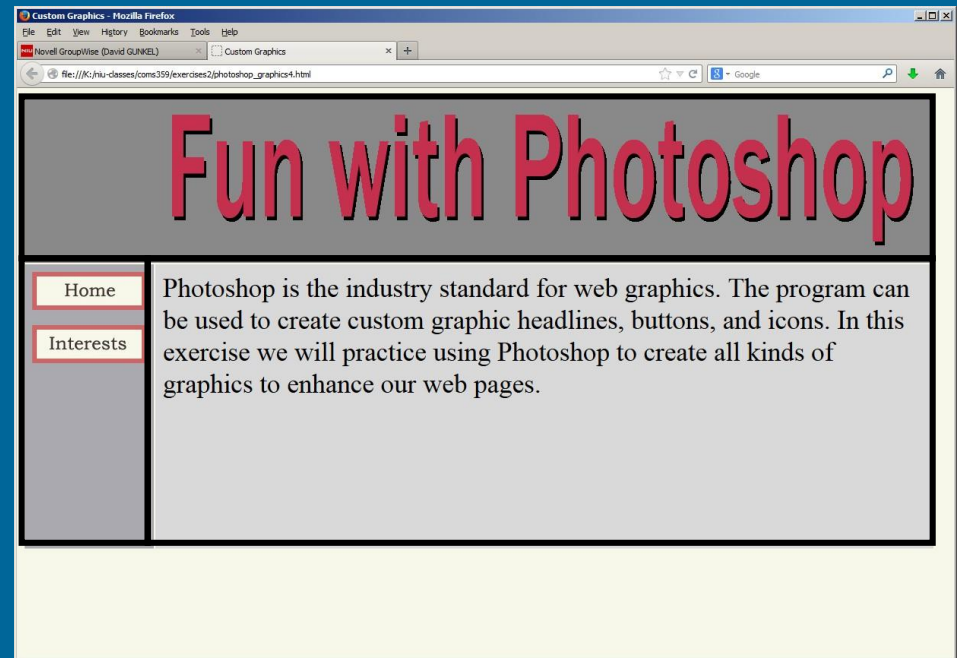 Custom Graphics - Mozilla Firefox
File Edit View History Bookmarks Tools Help
NIU Novell GroupWise (David GUNKEL) × Custom Graphics × +
file:///K:/niu-classes/coms359/exercises2/photoshop_graphics4.html 8 Google
Fun with Photoshop
Home
Interests
Photoshop is the industry standard for web graphics. The program can
be used to create custom graphic headlines, buttons, and icons. In this
exercise we will practice using Photoshop to create all kinds of
graphics to enhance our web pages.